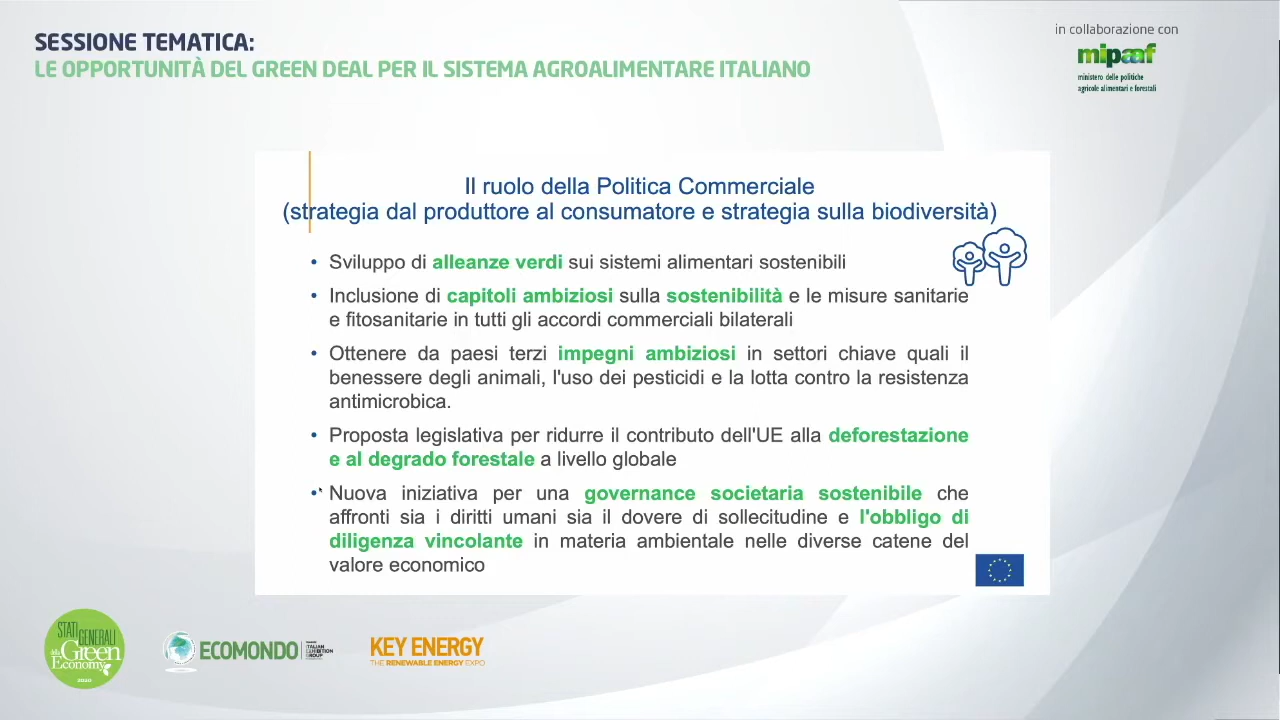 SESSIONE TEMATICA:
LE OPPORTUNITÀ DEL GREEN DEAL PER IL SISTEMA AGROALIMENTARE ITALIANO
in collaborazione con
mipaaf
ministero delle politiche
agricole alimentari e forestali
Il ruolo della Politica Commerciale
(strategia dal produttore al consumatore e strategia sulla biodiversità)
• Sviluppo di alleanze verdi sui sistemi alimentari sostenibili
• Inclusione di capitoli ambiziosi sulla sostenibilità e le misure sanitarie
e fitosanitarie in tutti gli accordi commerciali bilaterali
• Ottenere da paesi terzi impegni ambiziosi in settori chiave quali il
benessere degli animali, l'uso dei pesticidi e la lotta contro la resistenza
antimicrobica.
• Proposta legislativa per ridurre il contributo dell'UE alla deforestazione
e al degrado forestale a livello globale
• Nuova iniziativa per una governance societaria sostenibile che
affronti sia i diritti umani sia il dovere di sollecitudine e l'obbligo di
diligenza vincolante in materia ambientale nelle diverse catene del
valore economico
STATI GENERALI
della Green
Economy
2020
ECOMONDO
ITALIAN
EXHIBITION
GROUP
KEY ENERGY
THE RENEWABLE ENERGY EXPO